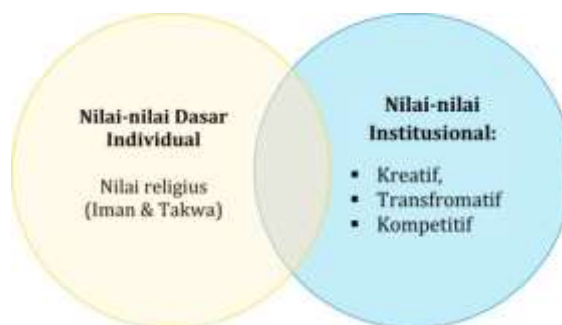 Nilai-nilai Dasar
Individual
Nilai religius
(Iman & Takwa)
Nilai-nilai
Institusional:
▪ Kreatif,
▪ Transfromatif
▪ Kompetitif